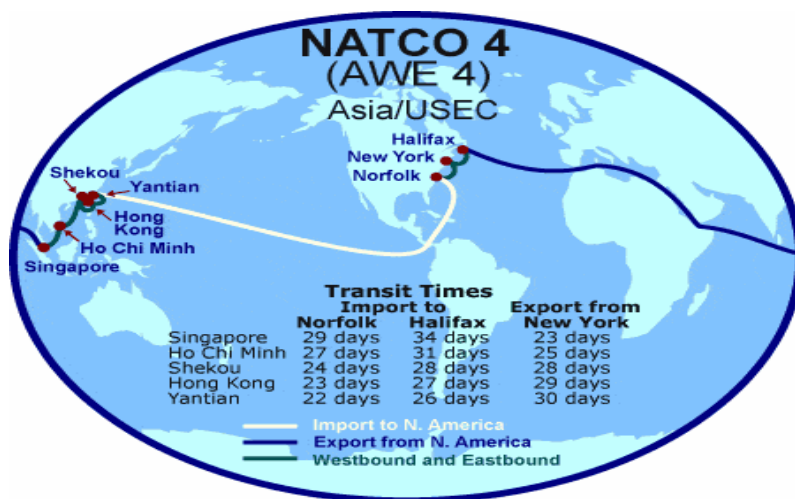 NATCO 4
(AWE 4)
Asia/USEC
Halifax
New York
Norfolk
Shekou
Yantian
Hong
Kong
Ho Chi Minh
Singapore
Transit Times
Import to Export from
Norfolk Halifax New York
Singapore 29 days 34 days 23 days
Ho Chi Minh 27 days 31 days 25 days
Shekou 24 days 28 days 28 days
Hong Kong 23 days 27 days 29 days
Yantian 22 days 26 days 30 days
Import to N. America
Export from N. America
Westbound and Eastbound